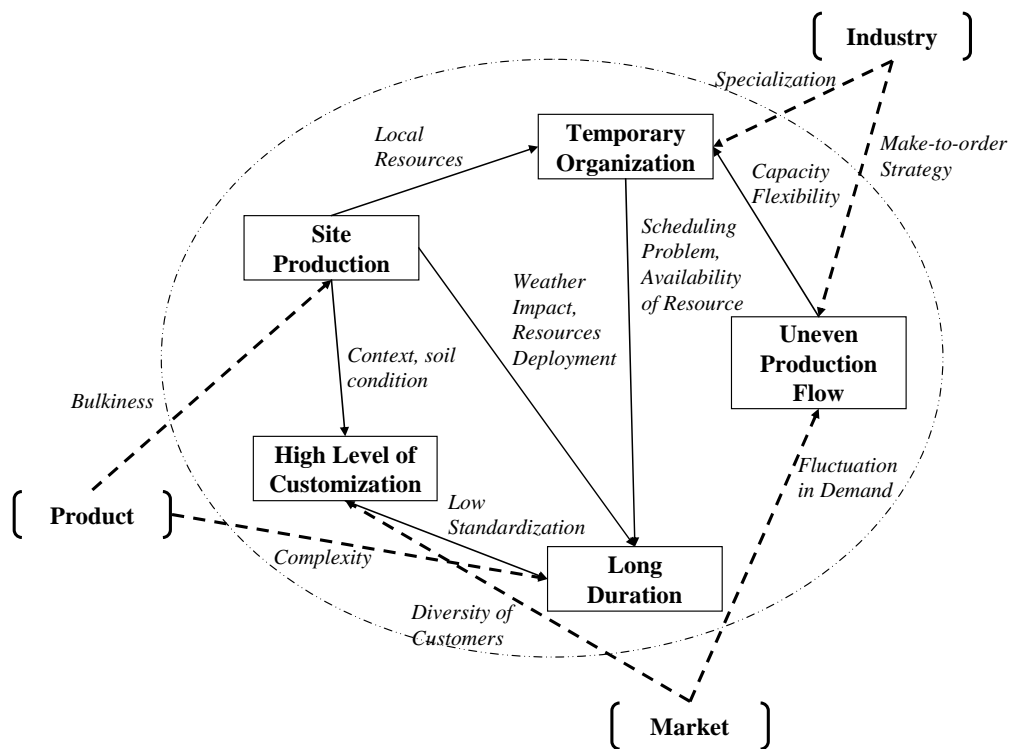 Industry
Specialization
Temporary
Organization
Local
Resources
Make-to-order
Strategy
Capacity
Flexibility
Site
Production
Scheduling
Problem,
Availability
of Resource
Weather
Impact,
Resources
Deployment
Uneven
Production
Flow
Context, soil
condition
Bulkiness
High Level of
Customization
Fluctuation
in Demand
Product
Low
Standardization
Complexity
Long
Duration
Diversity of
Customers
Market